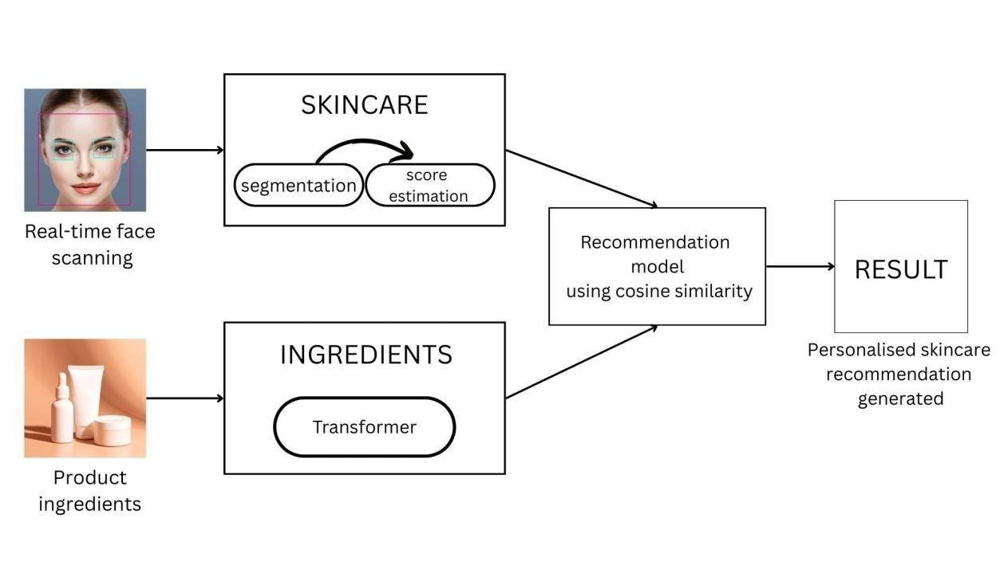 SKINCARE
segmentation
score
estimation
Real-time face
scanning
INGREDIENTS
Transformer
Product
ingredients
Recommendation
model
using cosine similarity
RESULT
Personalised skincare
recommendation
generated